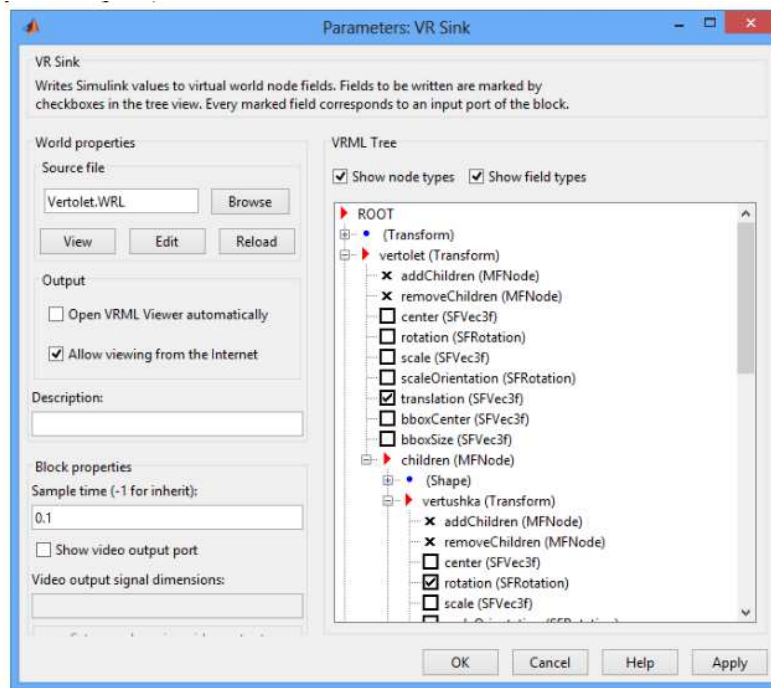 Parameters: VR Sink
VR Sink
Writes Simulink values to virtual world node fields. Fields to be written are marked by
checkboxes in the tree view. Every marked field corresponds to an input port of the block.
World properties
Source file
Vertolet.WRL
Browse
View
Edit
Reload
Output
Open VRML Viewer automatically
Allow viewing from the Internet
Description:
Block properties
Sample time (-1 for inherit):
0.1
Show video output port
Video output signal dimensions:
VRML Tree
Show node types
Show field types
ROOT
(Transform)
vertolet (Transform)
addChildren (MFNode)
removeChildren (MFNode)
center (SFVec3f)
rotation (SFRotation)
scale (SFVec3f)
scaleOrientation (SFRotation)
translation (SFVec3f)
bboxCenter (SFVec3f)
bboxSize (SFVec3f)
children (MFNode)
(Shape)
vertushka (Transform)
addChildren (MFNode)
removeChildren (MFNode)
center (SFVec3f)
rotation (SFRotation)
scale (SFVec3f)
OK
Cancel
Help
Apply